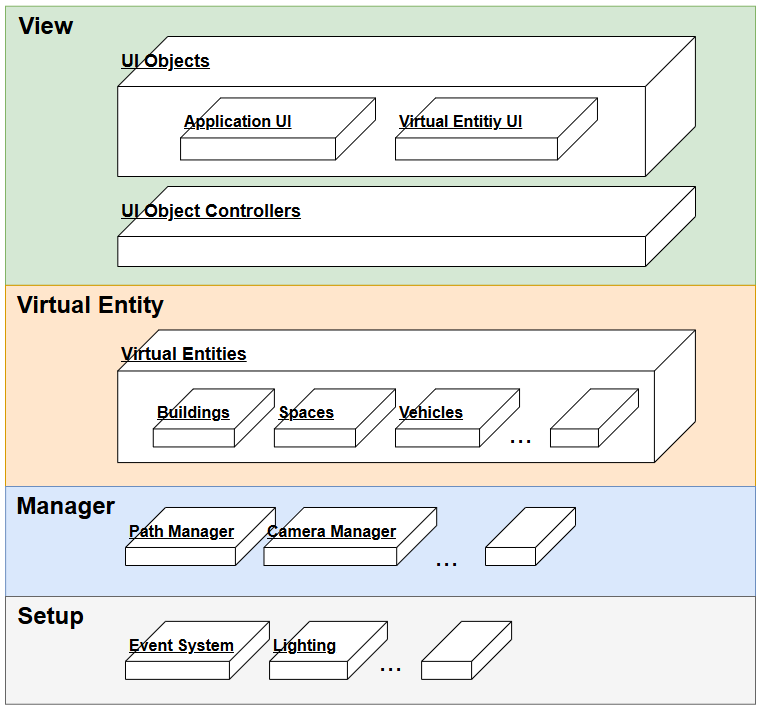 View
UI Objects
Application UI
Virtual Entitiy UI
UI Object Controllers
Virtual Entity
Virtual Entities
Buildings
Spaces
Vehicles
...
Manager
Path Manager
Camera Manager
...
Setup
Event System
Lighting
...